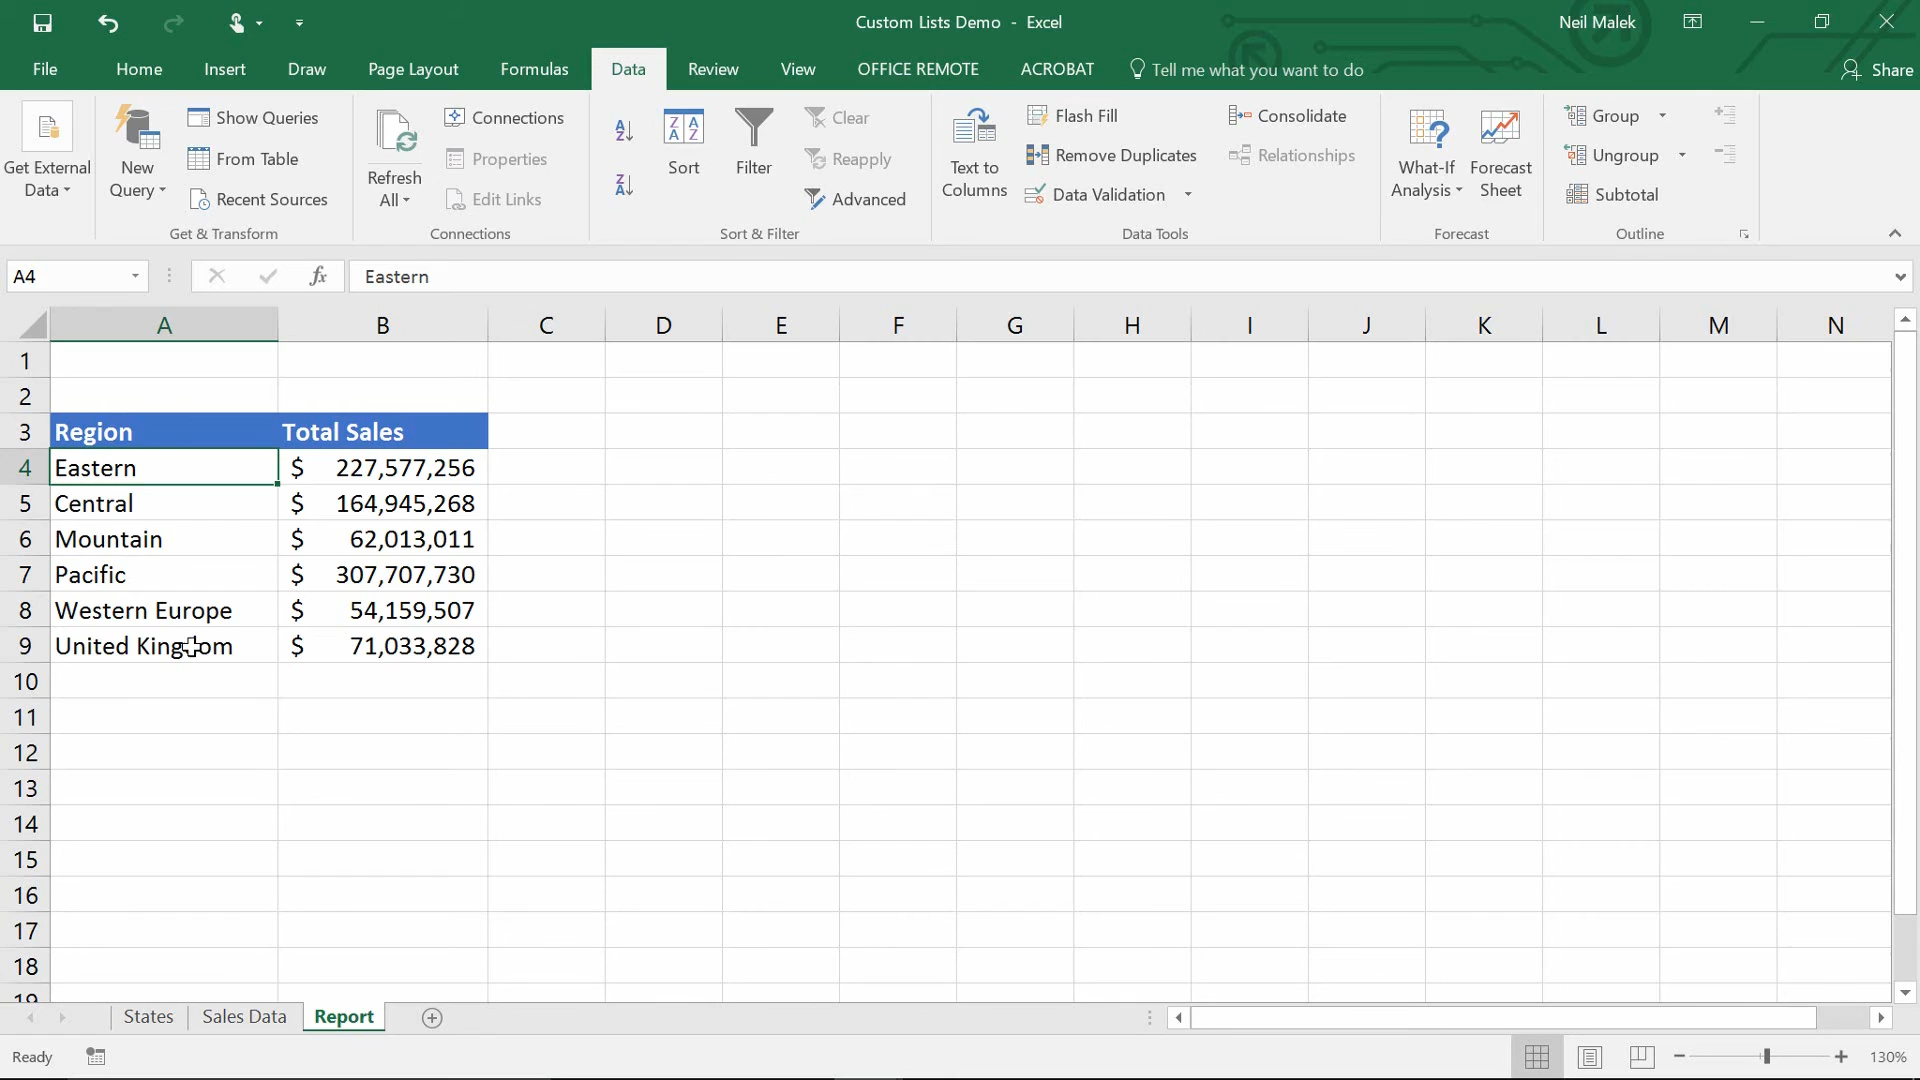 Custom Lists Demo - Excel
Neil Malek
File Home Insert Draw Page Layout Formulas Data Review View OFFICE REMOTE ACROBAT Tell me what you want to do Share
Get External Data
New Query
Show Queries
From Table
Recent Sources
Get & Transform
Refresh All
Connections
Properties
Edit Links
Connections
A Z
Z A
Z A A Z
Sort
Filter
Clear
Reapply
Advanced
Sort & Filter
Text to Columns
Flash Fill
Remove Duplicates
Data Validation
Consolidate
Relationships
Data Tools
What-If Analysis
Forecast Sheet
Forecast
Group
Ungroup
Subtotal
Outline
A4 fx Eastern
A B C D E F G H I J K L M N
1
2
3 Region Total Sales
4 Eastern $ 227,577,256
5 Central $ 164,945,268
6 Mountain $ 62,013,011
7 Pacific $ 307,707,730
8 Western Europe $ 54,159,507
9 United Kingdom $ 71,033,828
10
11
12
13
14
15
16
17
18
19
States Sales Data Report
Ready 130%